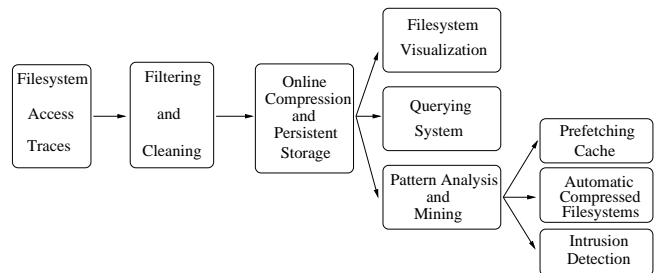 Filesystem
Access
Traces
Filtering
and
Cleaning
Online
Compression
and
Persistent
Storage
Filesystem
Visualization
Querying
System
Pattern Analysis
and
Mining
Prefetching
Cache
Automatic
Compressed
Filesystems
Intrusion
Detection